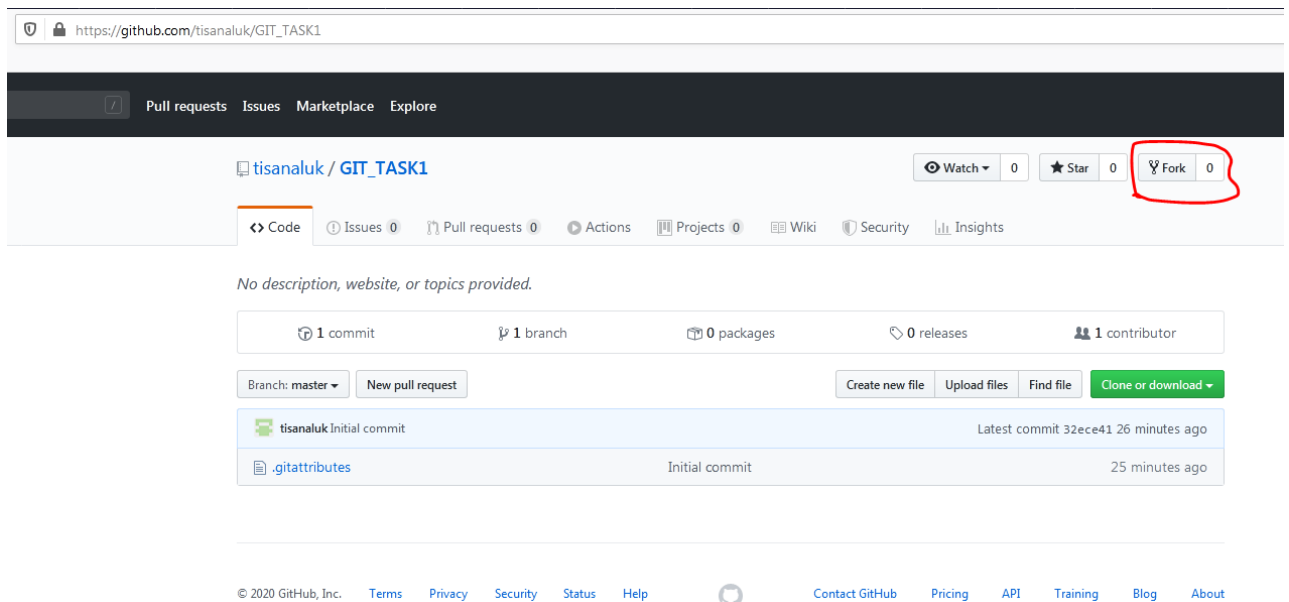 https://github.com/tisanaluk/GIT_TASK1
/ Pull requests Issues Marketplace Explore
tisanaluk / GIT_TASK1 Watch 0 Star 0 Fork 0
<> Code Issues 0 Pull requests 0 Actions Projects 0 Wiki Security Insights
No description, website, or topics provided.
1 commit 1 branch 0 packages 0 releases 1 contributor
Branch: master New pull request Create new file Upload files Find file Clone or download
tisanaluk Initial commit Latest commit 32ece41 26 minutes ago
.gitattributes Initial commit 25 minutes ago
© 2020 GitHub, Inc. Terms Privacy Security Status Help Contact GitHub Pricing API Training Blog About